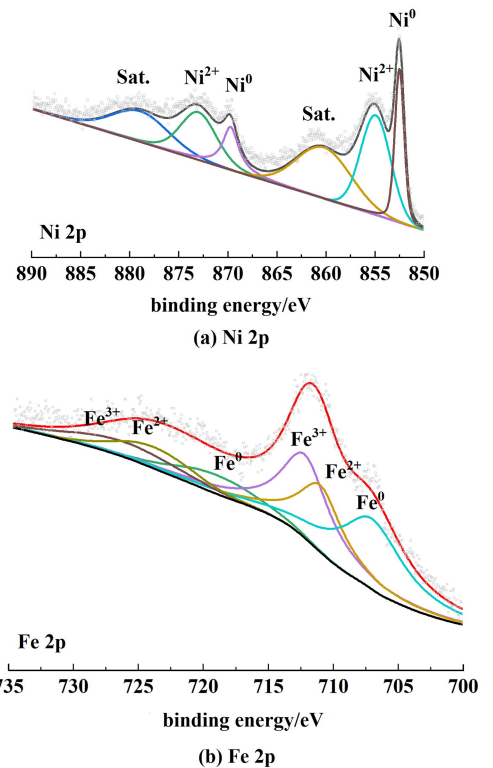 Ni⁰
Sat.
Ni²⁺
Ni⁰
Sat.
Ni²⁺
Ni 2p
890 885 880 875 870 865 860 855 850
binding energy/eV
(a) Ni 2p
Fe³⁺
Fe²⁺
Fe⁰
Fe³⁺
Fe²⁺
Fe⁰
Fe 2p
735 730 725 720 715 710 705 700
binding energy/eV
(b) Fe 2p